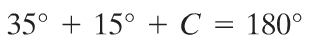 35° + 15° + C = 180°